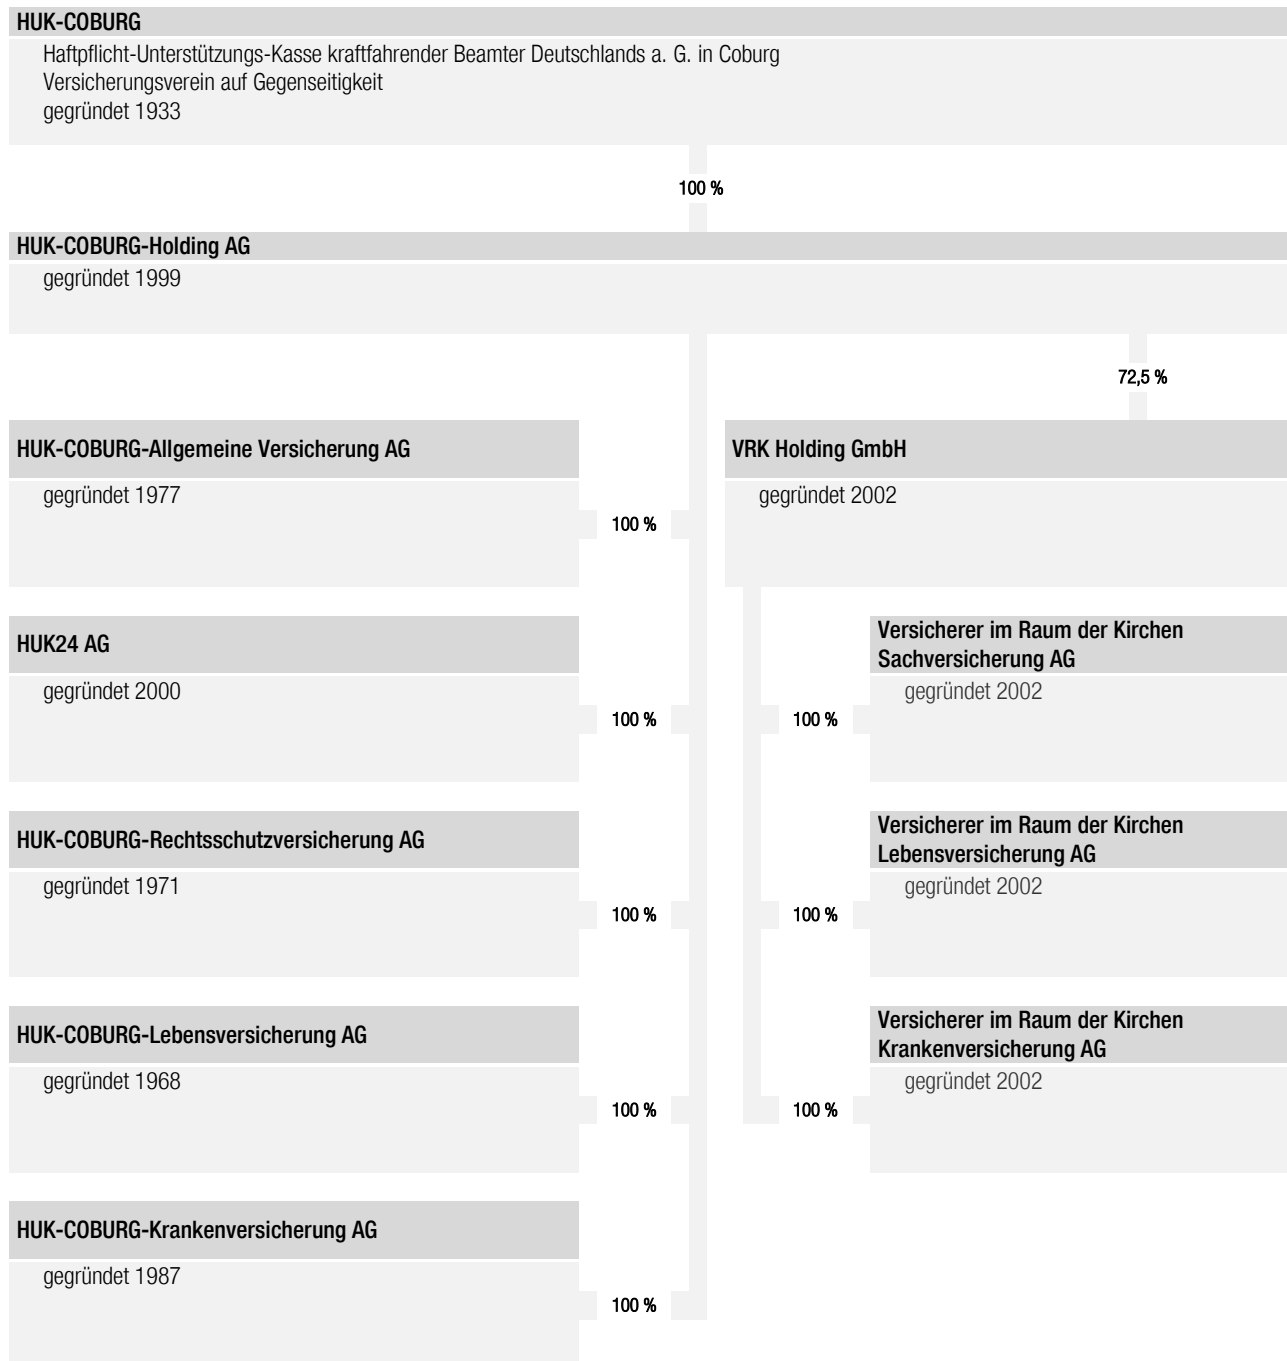 HUK-COBURG
Haftpflicht-Unterstützungs-Kasse kraftfahrender Beamter Deutschlands a. G. in Coburg
Versicherungsverein auf Gegenseitigkeit
gegründet 1933
100 %
HUK-COBURG-Holding AG
gegründet 1999
72,5 %
HUK-COBURG-Allgemeine Versicherung AG
gegründet 1977
100 %
VRK Holding GmbH
gegründet 2002
HUK24 AG
gegründet 2000
100 %
Versicherer im Raum der Kirchen
Sachversicherung AG
gegründet 2002
100 %
HUK-COBURG-Rechtsschutzversicherung AG
gegründet 1971
100 %
Versicherer im Raum der Kirchen
Lebensversicherung AG
gegründet 2002
100 %
HUK-COBURG-Lebensversicherung AG
gegründet 1968
100 %
Versicherer im Raum der Kirchen
Krankenversicherung AG
gegründet 2002
100 %
HUK-COBURG-Krankenversicherung AG
gegründet 1987
100 %